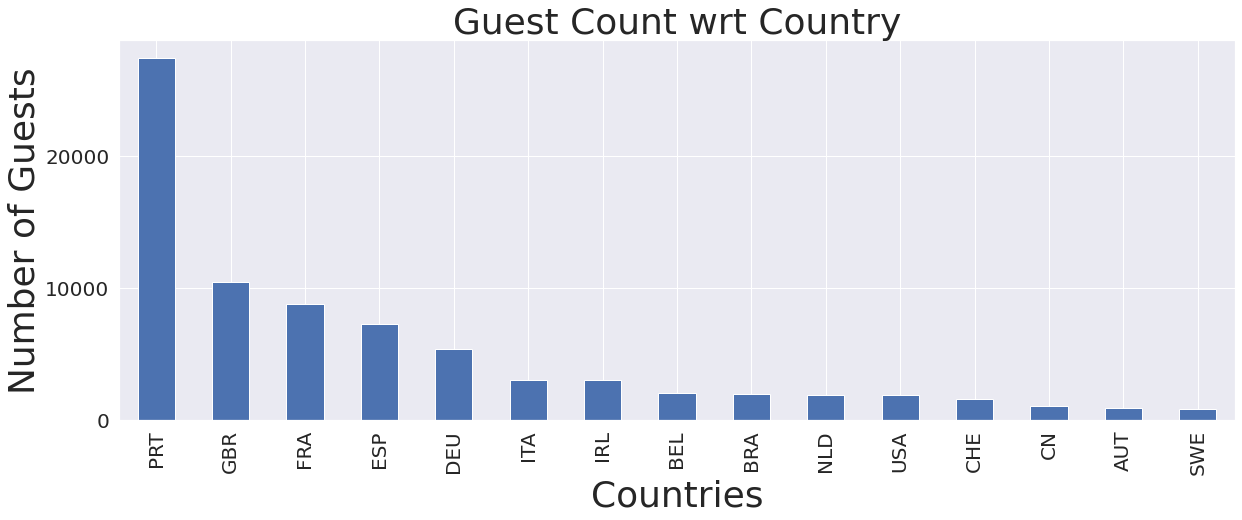 Guest Count wrt Country
Number of Guests
20000
10000
0
PRT
GBR
FRA
ESP
DEU
ITA
IRL
BEL
BRA
NLD
USA
CHE
CN
AUT
SWE
Countries